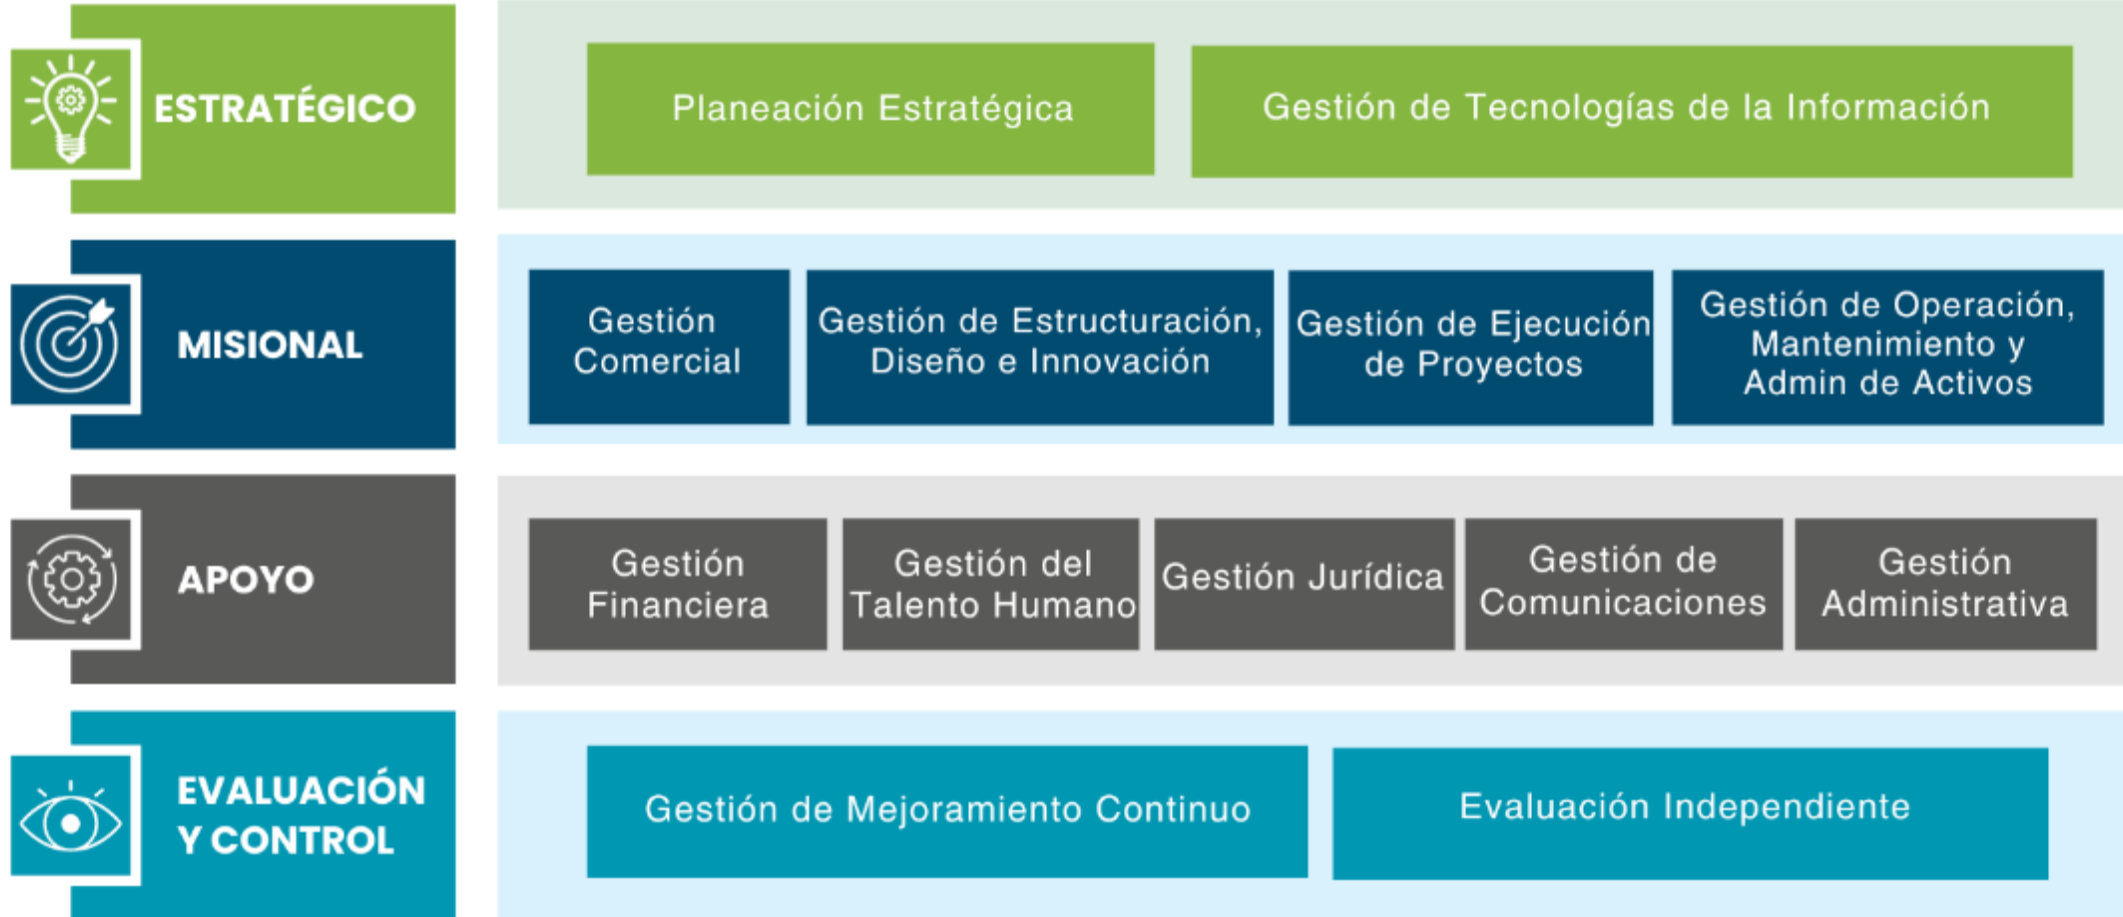 ESTRATÉGICO
Planeación Estratégica
Gestión de Tecnologías de la Información
MISIONAL
Gestión
Comercial
Gestión de Estructuración,
Diseño e Innovación
Gestión de Ejecución
de Proyectos
Gestión de Operación,
Mantenimiento y
Admin de Activos
APOYO
Gestión
Financiera
Gestión del
Talento Humano
Gestión Jurídica
Gestión de
Comunicaciones
Gestión
Administrativa
EVALUACIÓN
Y CONTROL
Gestión de Mejoramiento Continuo
Evaluación Independiente